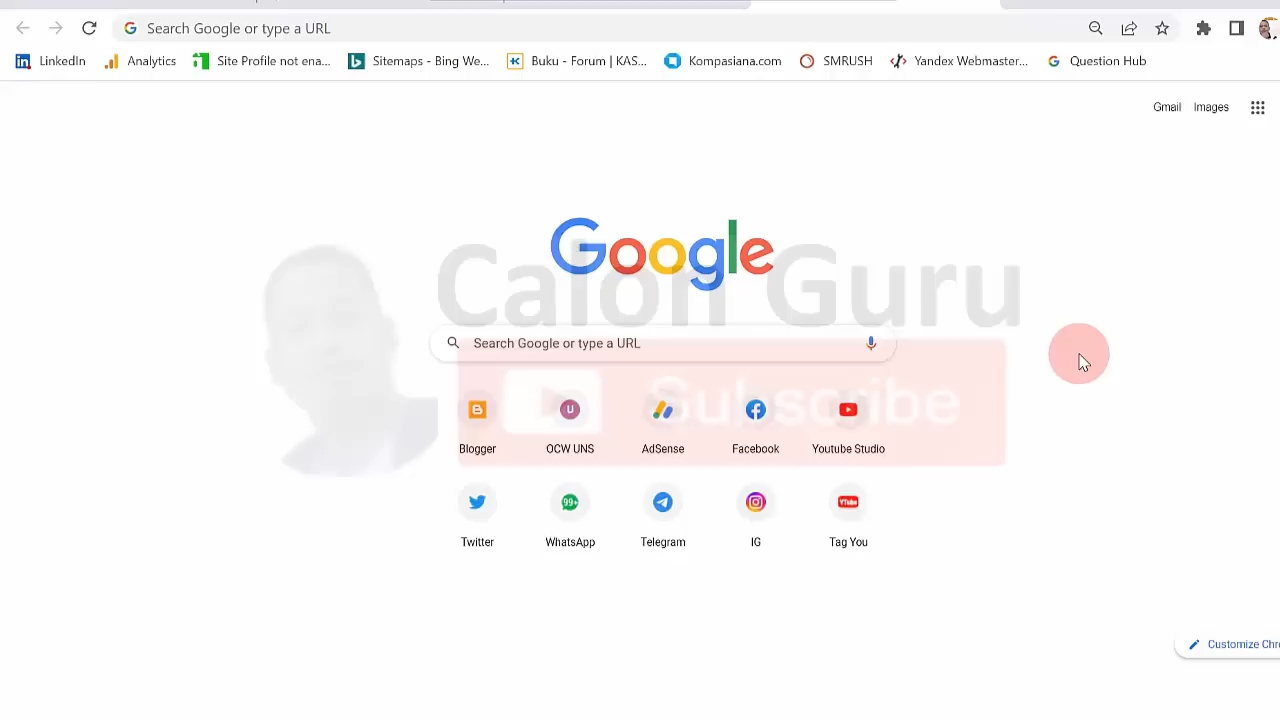 Search Google or type a URL
LinkedIn Analytics Site Profile not ena... Sitemaps - Bing We... Buku - Forum | KAS... Kompasiana.com SMRUSH Yandex Webmaster... Question Hub
Gmail Images
Google
Calon Guru
Search Google or type a URL
Subscribe
Blogger OCW UNS AdSense Facebook Youtube Studio
99+
Twitter WhatsApp Telegram IG Tag You
Customize Chr